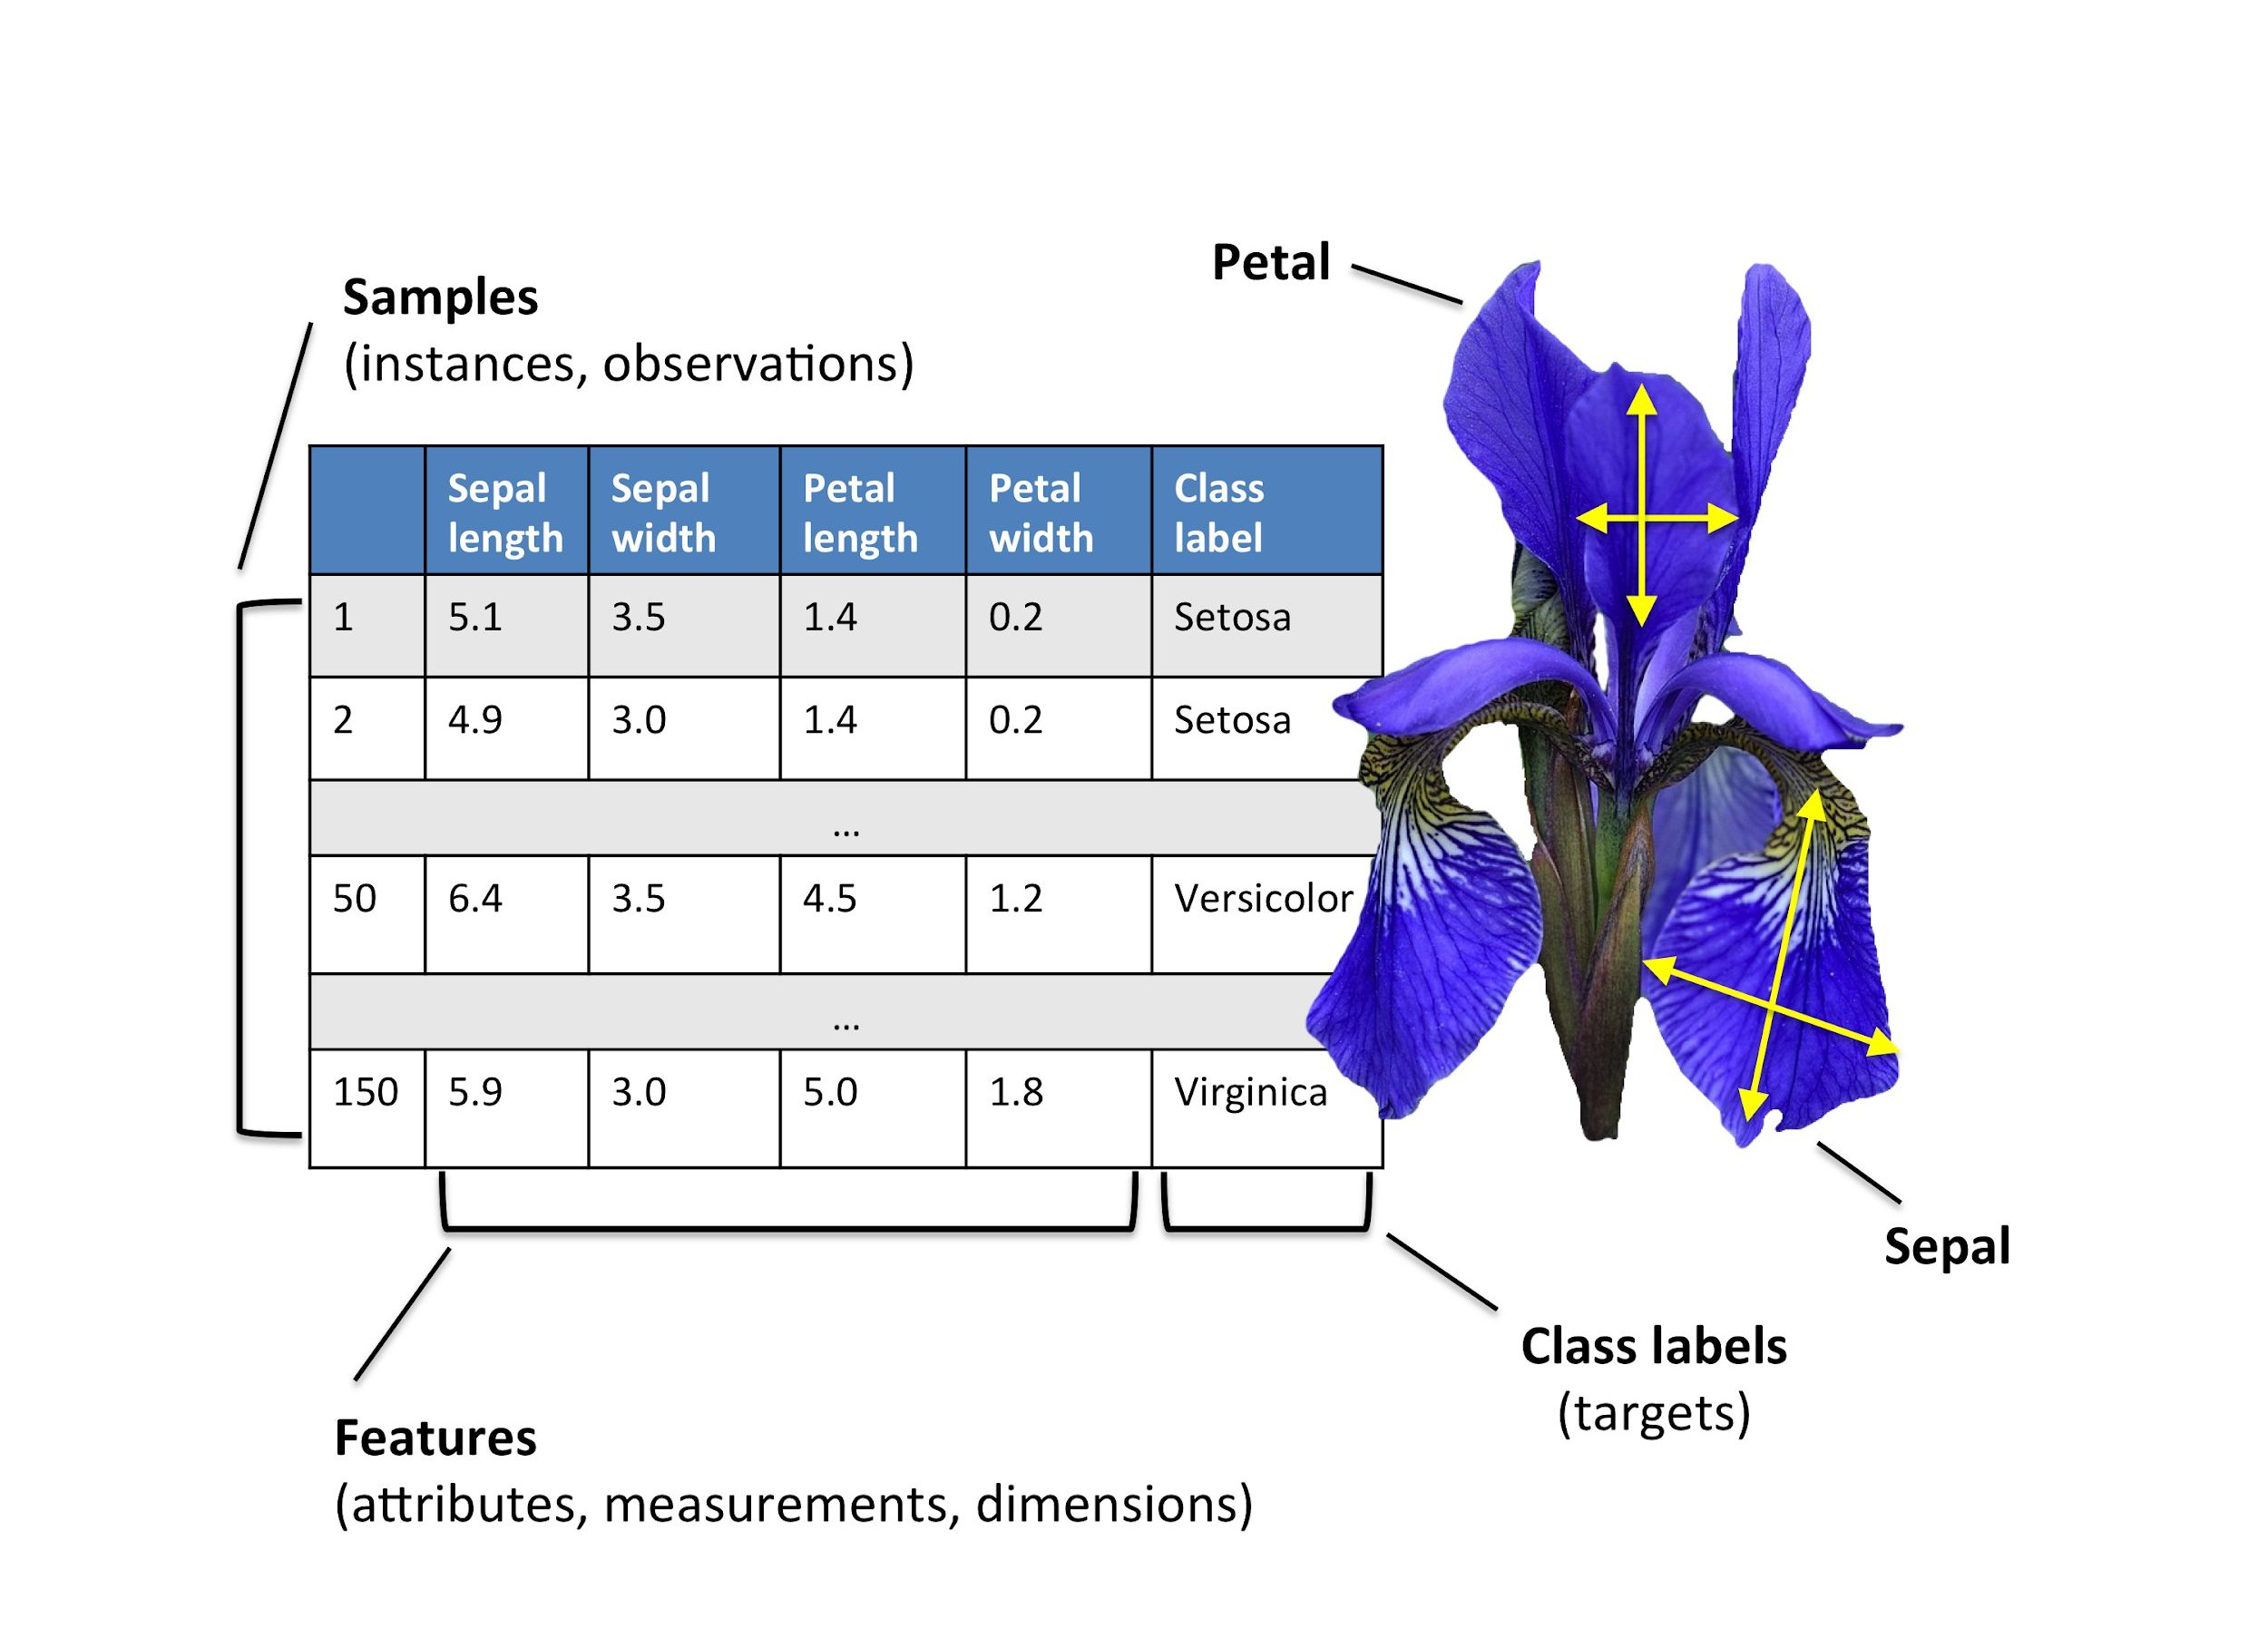 Petal
Samples
(instances, observations)
Sepal length Sepal width Petal length Petal width Class label
1 5.1 3.5 1.4 0.2 Setosa
2 4.9 3.0 1.4 0.2 Setosa
...
50 6.4 3.5 4.5 1.2 Versicolor
...
150 5.9 3.0 5.0 1.8 Virginica
Sepal
Class labels
(targets)
Features
(attributes, measurements, dimensions)